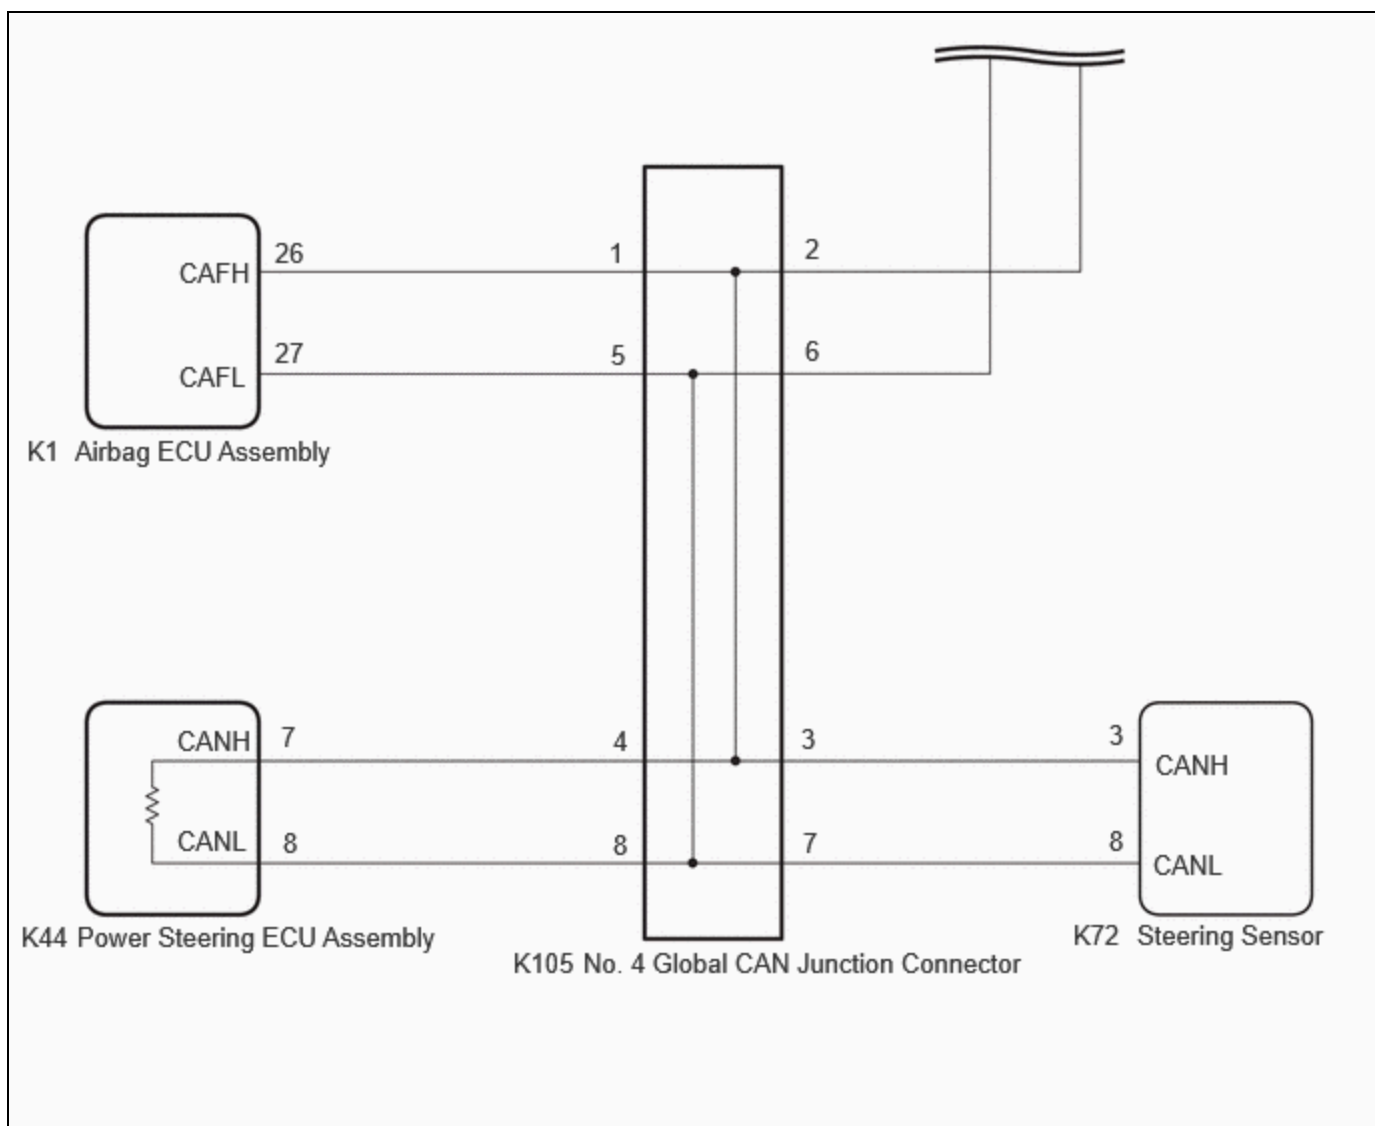 26
1
2
CAFH
27
5
6
CAFL
K1 Airbag ECU Assembly
CANH
7
4
3
3
CANH
CANL
8
8
7
8
CANL
K44 Power Steering ECU Assembly
K72 Steering Sensor
K105 No. 4 Global CAN Junction Connector